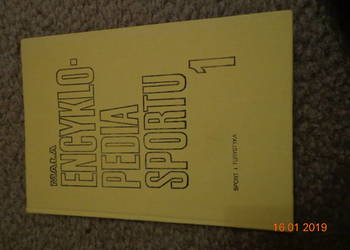 MAŁA
ENCYKLO-
PEDIA
SPORTU
1
SPORT I TURYSTYKA
16 01 2019